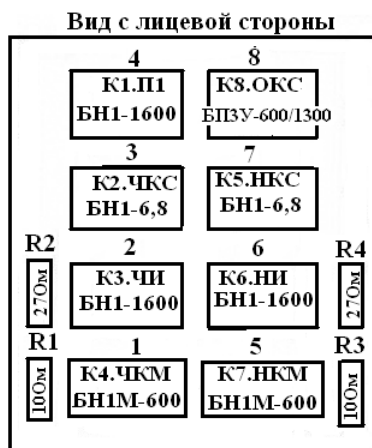 Вид с лицевой стороны
4 8
К1.П1 К8.ОКС
БН1-1600 БПЗУ-600/1300
3 7
К2.ЧКС К5.НКС
БН1-6,8 БН1-6,8
R2 2 6 R4
27Ом К3.ЧИ К6.НИ 27Ом
БН1-1600 БН1-1600
R1 1 5 R3
10Ом К4.ЧКМ К7.НКМ 10Ом
БН1М-600 БН1М-600